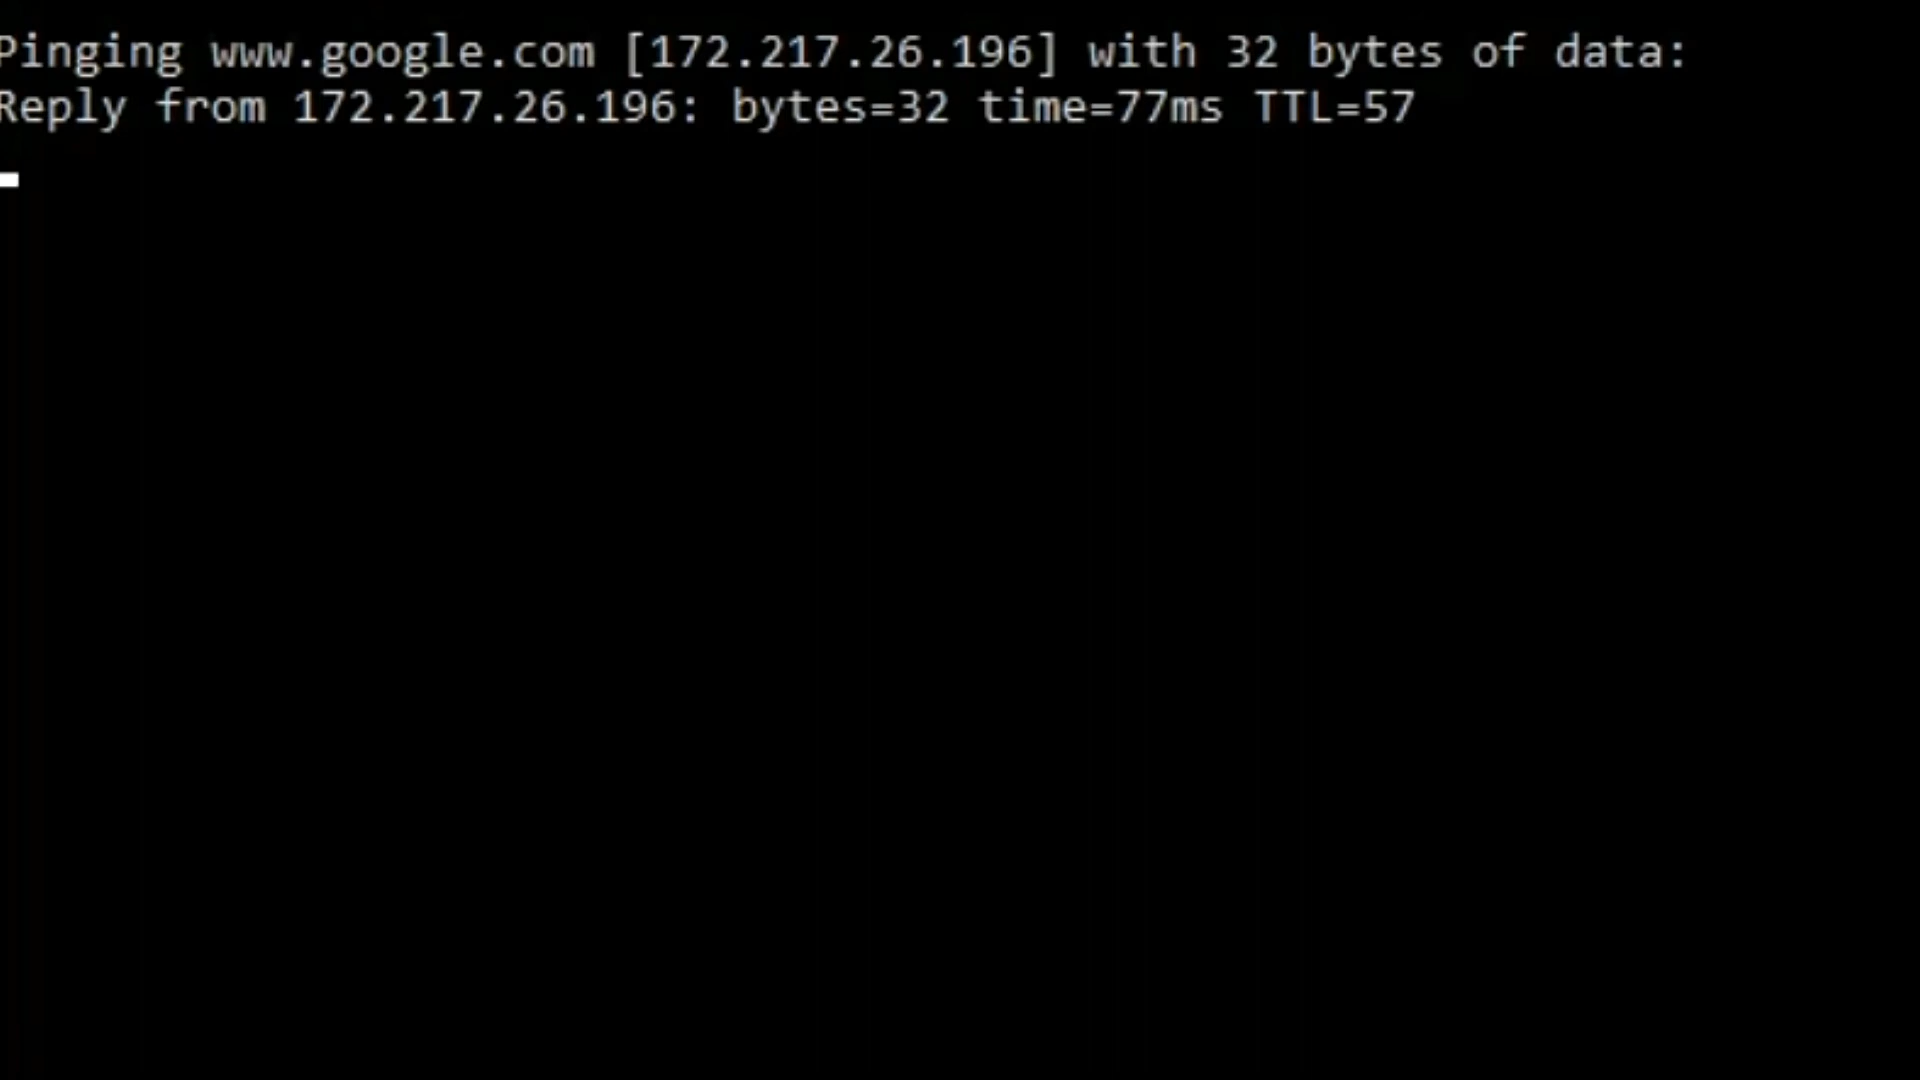 Pinging www.google.com [172.217.26.196] with 32 bytes of data:
Reply from 172.217.26.196: bytes=32 time=77ms TTL=57